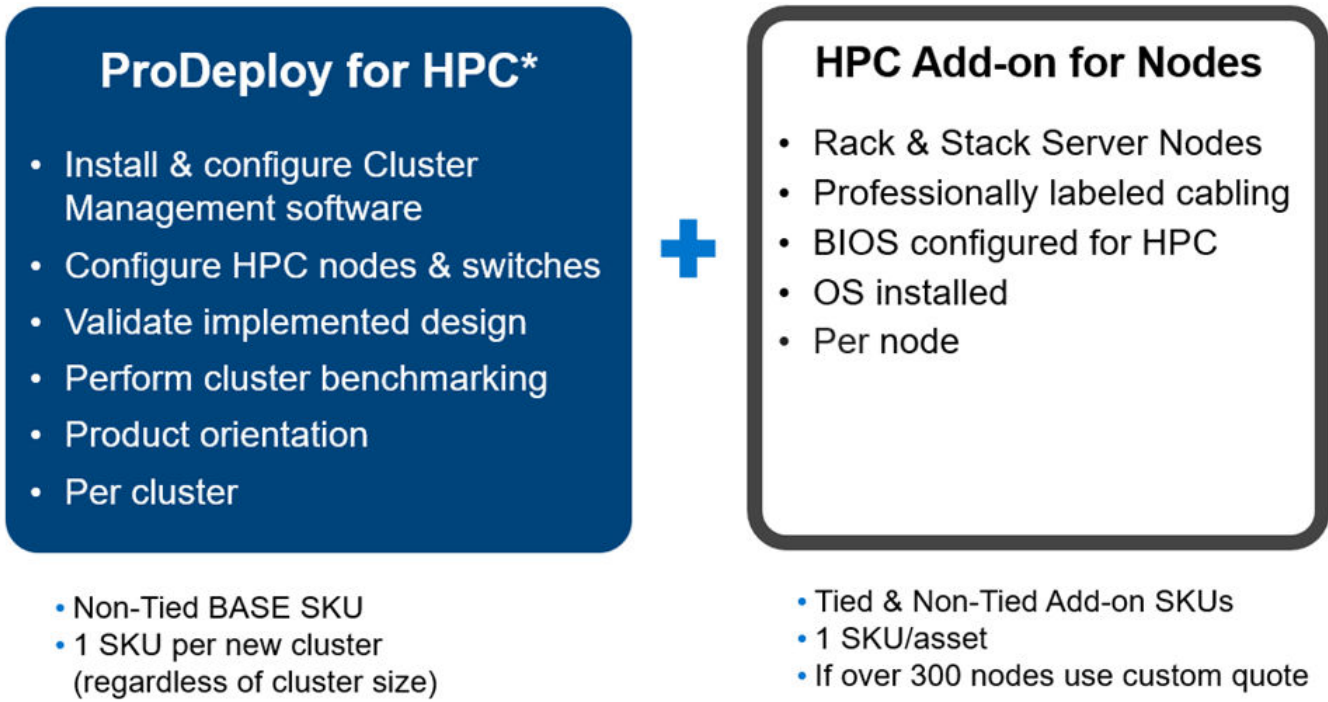 ProDeploy for HPC*
• Install & configure Cluster
Management software
• Configure HPC nodes & switches
• Validate implemented design
• Perform cluster benchmarking
• Product orientation
• Per cluster
• Non-Tied BASE SKU
• 1 SKU per new cluster
(regardless of cluster size)
HPC Add-on for Nodes
• Rack & Stack Server Nodes
• Professionally labeled cabling
• BIOS configured for HPC
• OS installed
• Per node
• Tied & Non-Tied Add-on SKUs
• 1 SKU/asset
• If over 300 nodes use custom quote